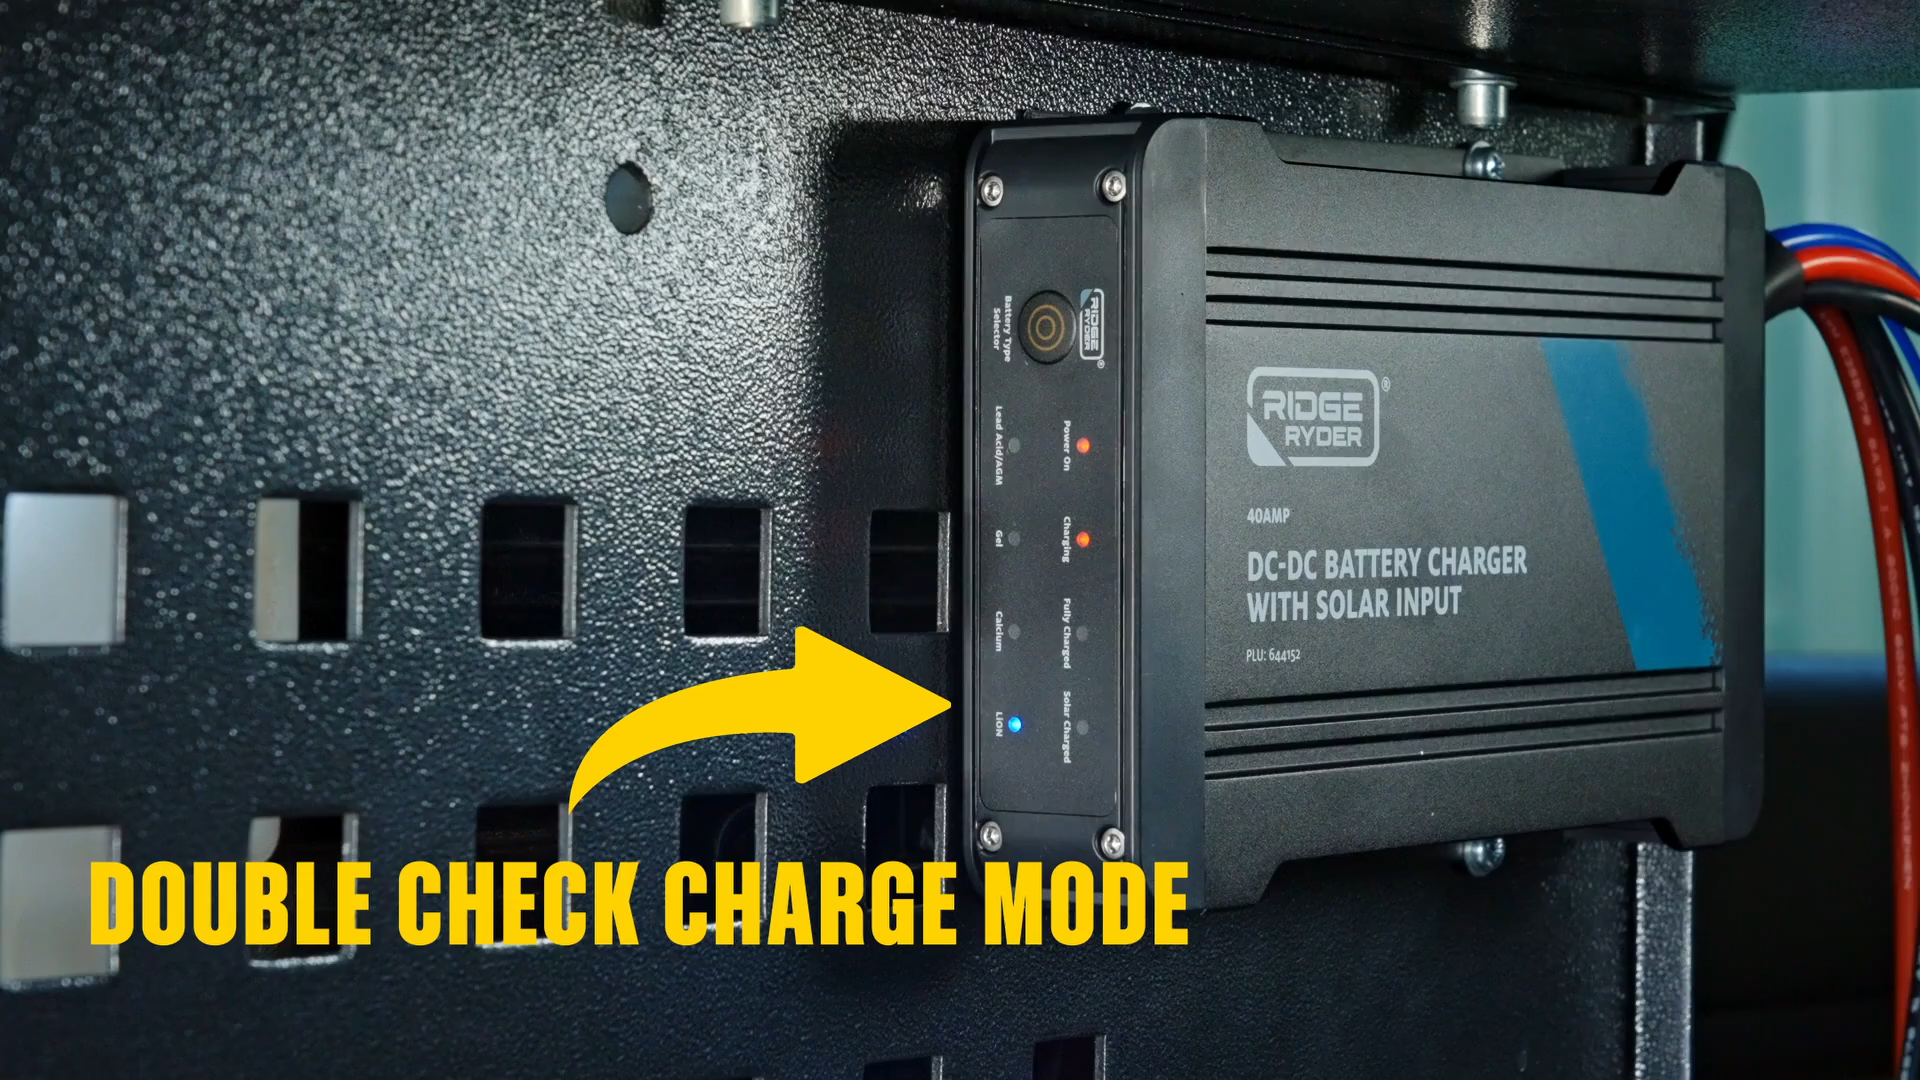 Battery Type
Selector
RIDGE
RYDER
®
Lead Acid/AGM
Power On
Gel
Charging
Calcium
Fully Charged
LiON
Solar Charged
RIDGE
RYDER
®
40AMP
DC-DC BATTERY CHARGER
WITH SOLAR INPUT
PLU: 644152
DOUBLE CHECK CHARGE MODE